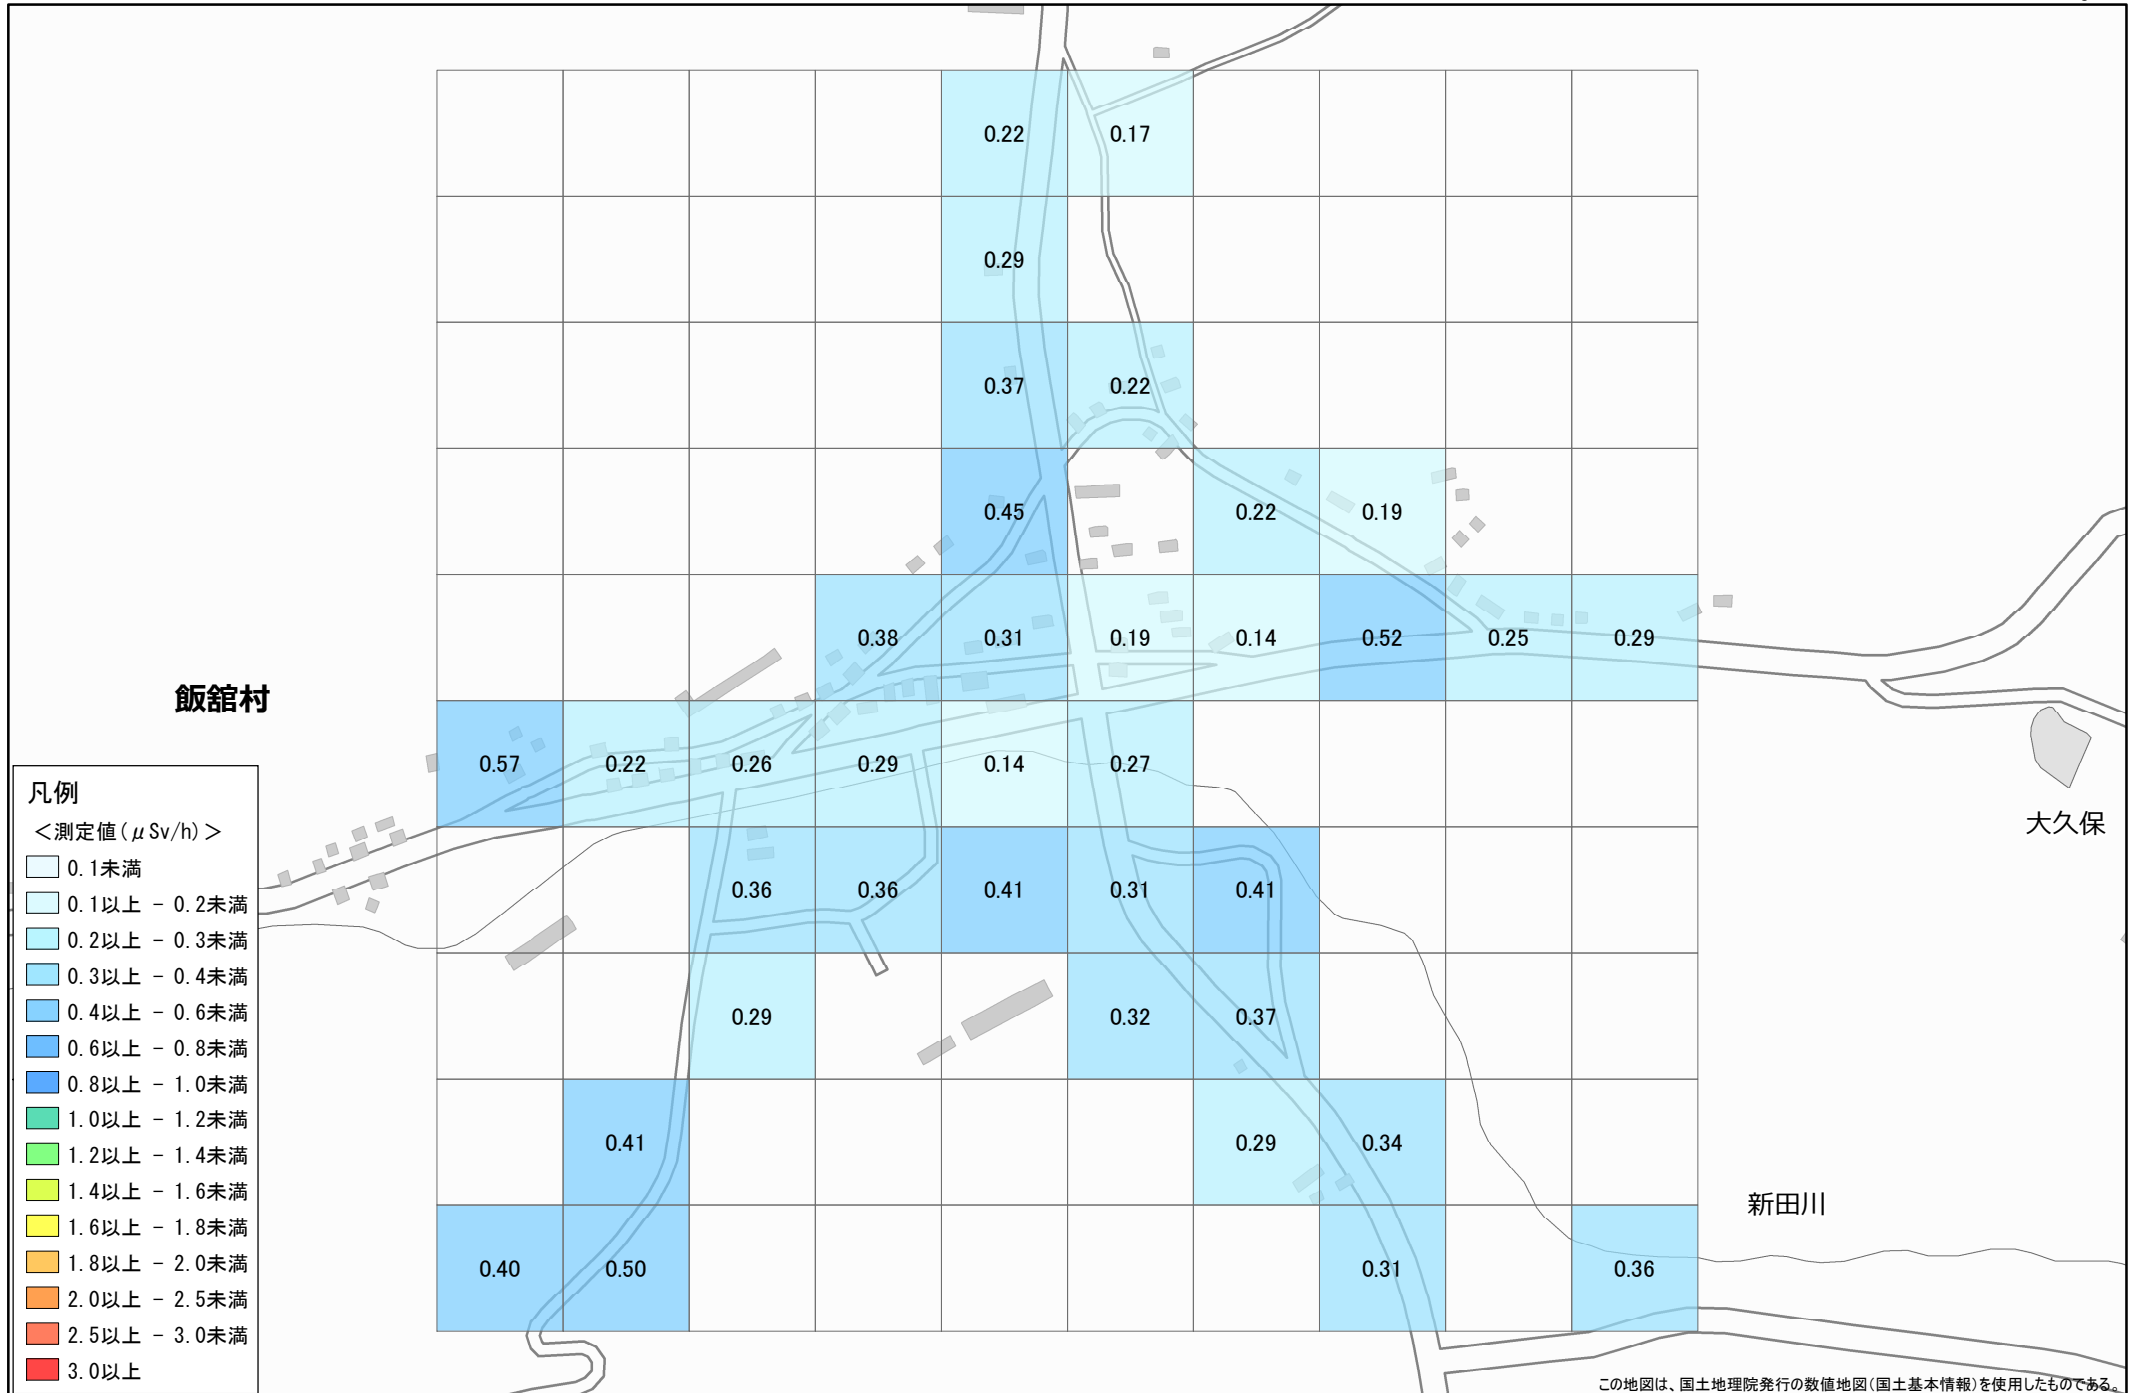 0.22 0.17
0.29
0.37 0.22
0.45 0.22 0.19
0.38 0.31 0.19 0.14 0.52 0.25 0.29
飯舘村
0.57 0.22 0.26 0.29 0.14 0.27
大久保
0.36 0.36 0.41 0.31 0.41
0.29 0.32 0.37
0.41 0.29 0.34
新田川
0.40 0.50 0.31 0.36
凡例
＜測定値(μSv/h)＞
0.1未満
0.1以上 － 0.2未満
0.2以上 － 0.3未満
0.3以上 － 0.4未満
0.4以上 － 0.6未満
0.6以上 － 0.8未満
0.8以上 － 1.0未満
1.0以上 － 1.2未満
1.2以上 － 1.4未満
1.4以上 － 1.6未満
1.6以上 － 1.8未満
1.8以上 － 2.0未満
2.0以上 － 2.5未満
2.5以上 － 3.0未満
3.0以上
この地図は、国土地理院発行の数値地図(国土基本情報)を使用したものである。